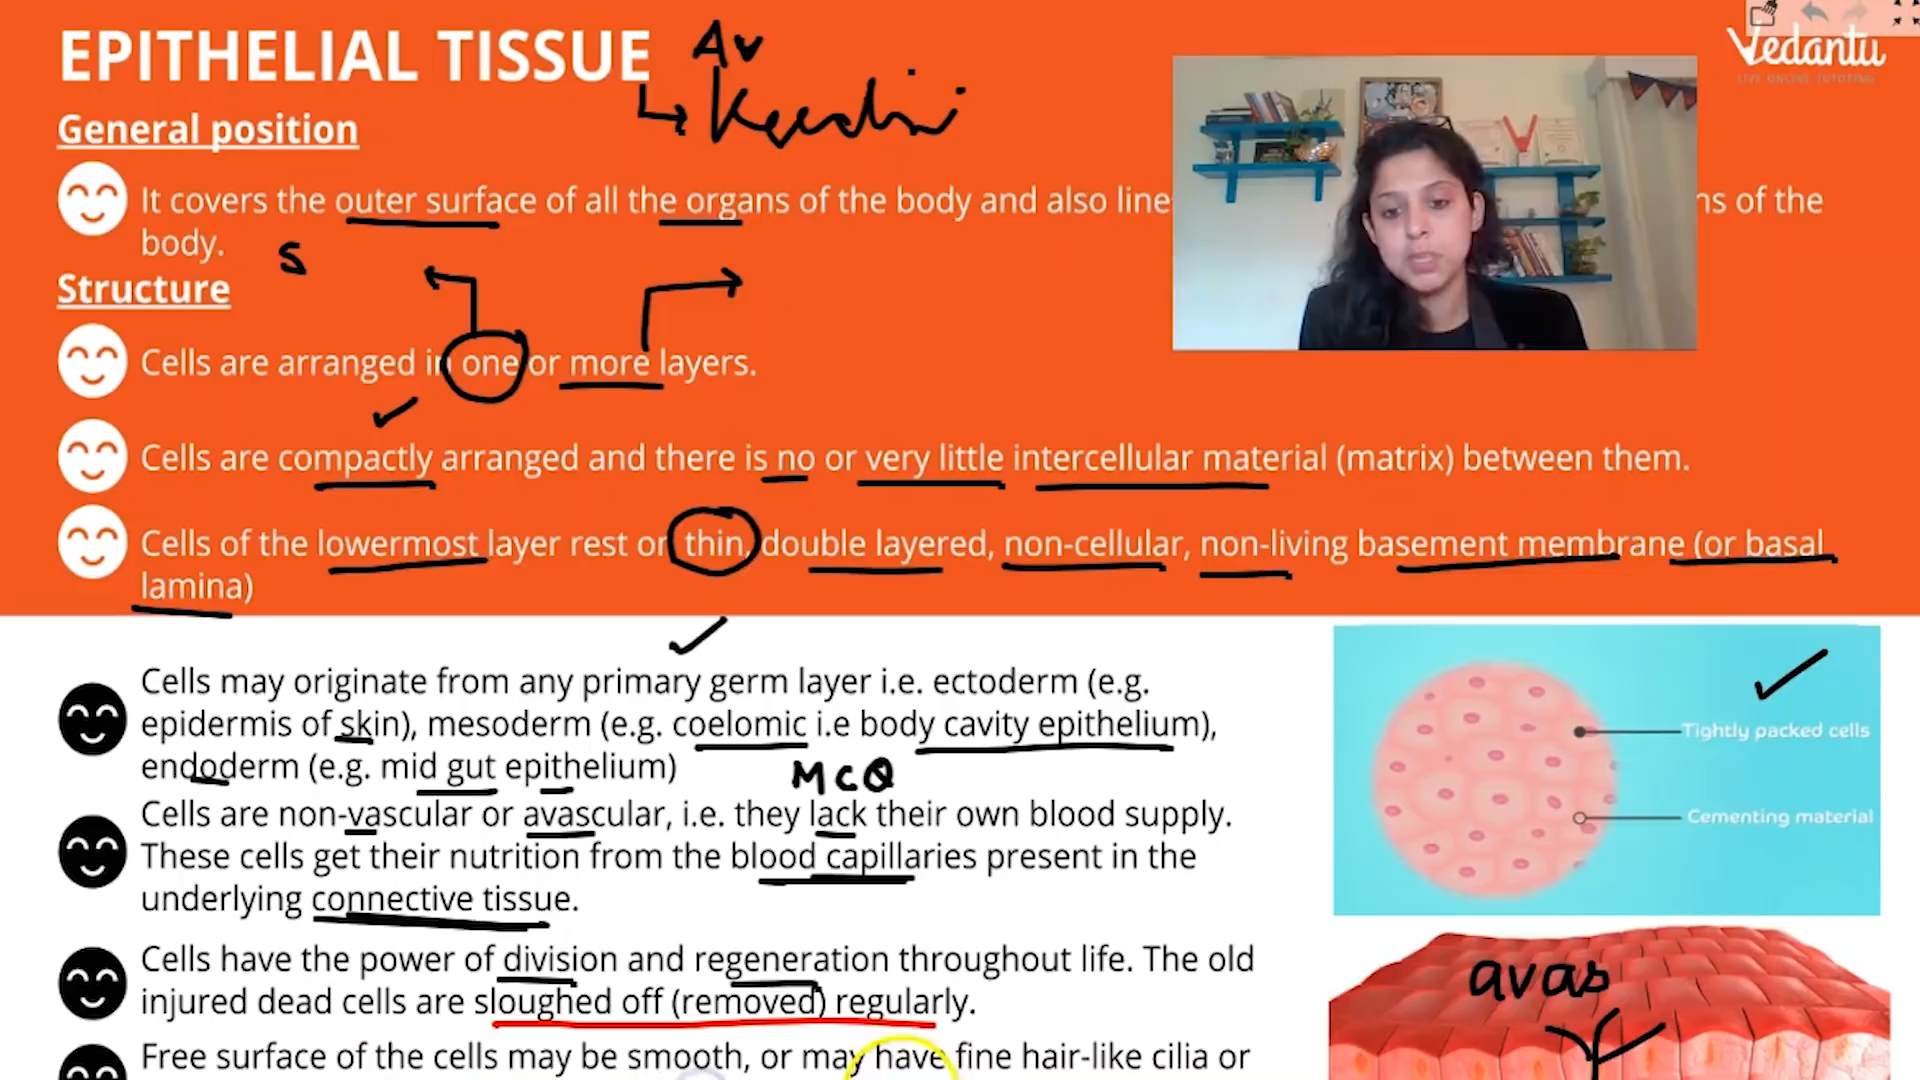 EPITHELIAL TISSUE
Av
Vedantu
LIVE ONLINE TUTORING
General position
It covers the outer surface of all the organs of the body and also line
ns of the
body.
S
Structure
Cells are arranged in one or more layers.
Cells are compactly arranged and there is no or very little intercellular material (matrix) between them.
Cells of the lowermost layer rest on thin, double layered, non-cellular, non-living basement membrane (or basal
lamina)
Cells may originate from any primary germ layer i.e. ectoderm (e.g.
epidermis of skin), mesoderm (e.g. coelomic i.e body cavity epithelium),
endoderm (e.g. mid gut epithelium)
MCQ
Cells are non-vascular or avascular, i.e. they lack their own blood supply.
These cells get their nutrition from the blood capillaries present in the
underlying connective tissue.
Cells have the power of division and regeneration throughout life. The old
injured dead cells are sloughed off (removed) regularly.
Free surface of the cells may be smooth, or may have fine hair-like cilia or
Tightly packed cells
Cementing material
avas